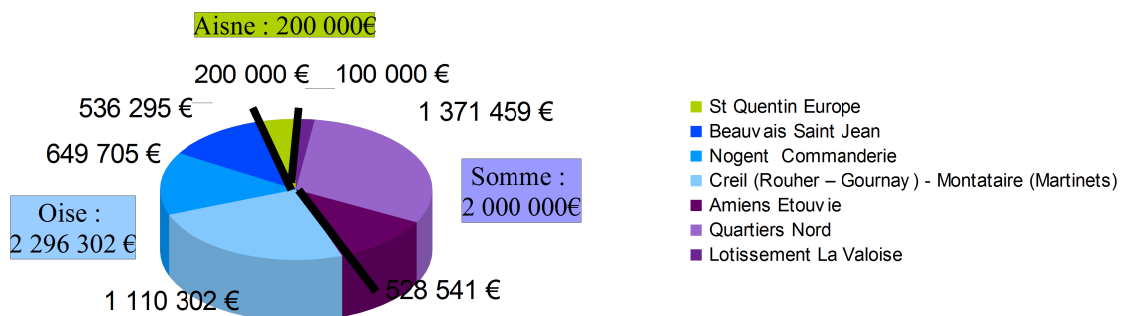 Aisne : 200 000€
200 000 €
100 000 €
536 295 €
1 371 459 €
649 705 €
Somme :
2 000 000€
Oise :
2 296 302 €
528 541 €
1 110 302 €
St Quentin Europe
Beauvais Saint Jean
Nogent Commanderie
Creil (Rouher – Gournay) - Montataire (Martinets)
Amiens Etouvie
Quartiers Nord
Lotissement La Valoise